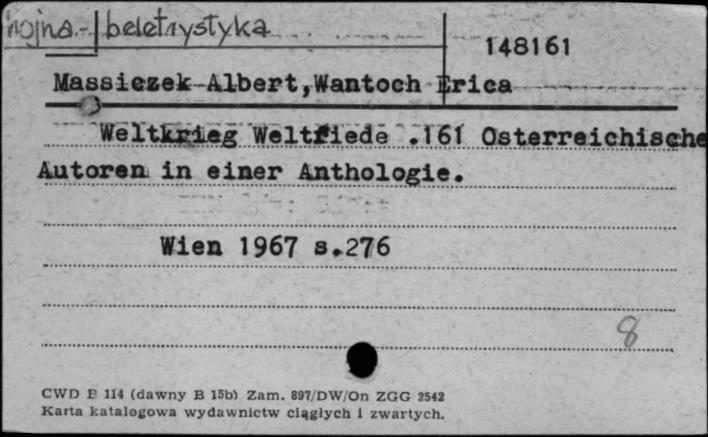 wojna - beletrystyka
148161
Massiczek Albert,Wantoch Erica
Weltkrieg Weltfriede .161 Osterreichische
Autoren in einer Anthologie.
Wien 1967 s.276
8
CWD B 114 (dawny B 15b) Zam. 897/DW/On ZGG 2542
Karta katalogowa wydawnictw ciągłych i zwartych.